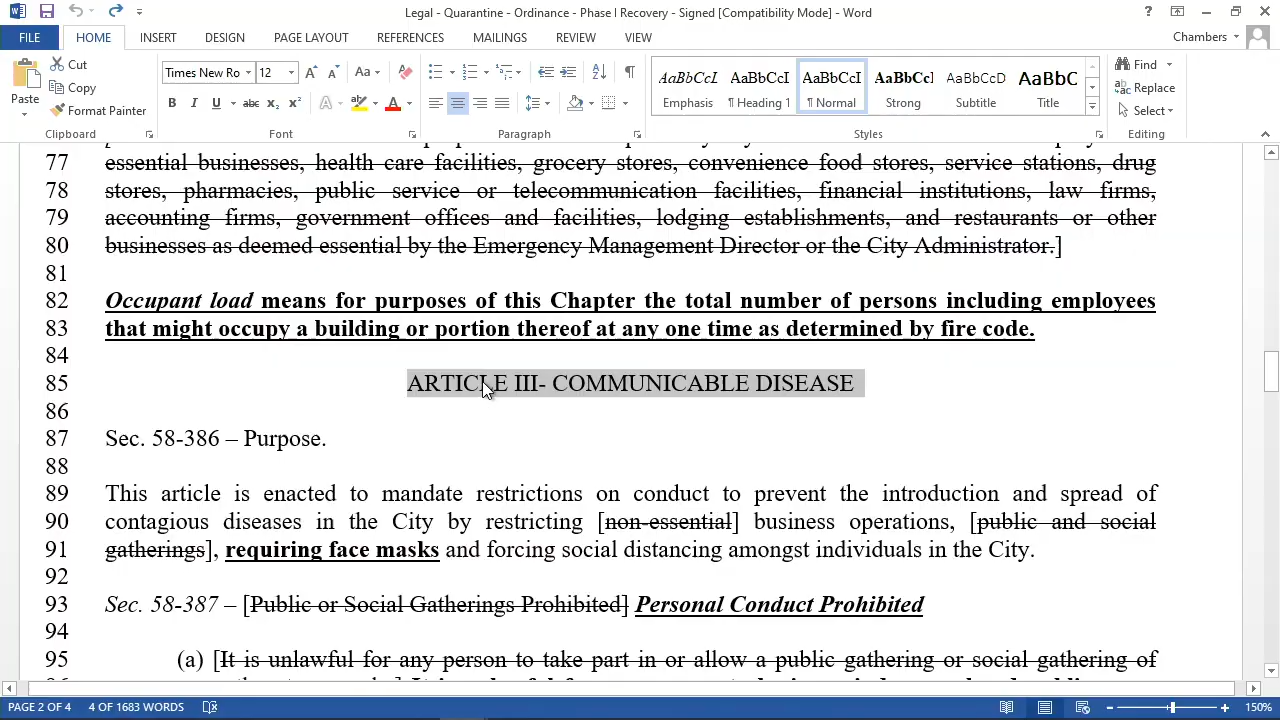 Legal - Quarantine - Ordinance - Phase I Recovery - Signed [Compatibility Mode] - Word
FILE HOME INSERT DESIGN PAGE LAYOUT REFERENCES MAILINGS REVIEW VIEW Chambers
Paste Cut Copy Format Painter
Times New Ro 12 Aa
AaBbCcI AaBbCcI AaBbCcI AaBbCcI AaBbCcD AaBbC
Emphasis ¶ Heading 1 ¶ Normal Subtitle Title
Find Replace Select
Clipboard Font Paragraph Styles Editing
77 essential businesses, health care facilities, grocery stores, convenience food stores, service stations, drug
78 stores, pharmacies, public service or telecommunication facilities, financial institutions, law firms,
79 accounting firms, government offices and facilities, lodging establishments, and restaurants or other
80 businesses as deemed essential by the Emergency Management Director or the City Administrator.]
81
82 Occupant load means for purposes of this Chapter the total number of persons including employees
83 that might occupy a building or portion thereof at any one time as determined by fire code.
84
85 ARTICLE III- COMMUNICABLE DISEASE
86
87 Sec. 58-386 – Purpose.
88
89 This article is enacted to mandate restrictions on conduct to prevent the introduction and spread of
90 contagious diseases in the City by restricting [non-essential] business operations, [public and social
91 gatherings], requiring face masks and forcing social distancing amongst individuals in the City.
92
93 Sec. 58-387 – [Public or Social Gatherings Prohibited] Personal Conduct Prohibited
94
95 (a) [It is unlawful for any person to take part in or allow a public gathering or social gathering of
PAGE 2 OF 4 4 OF 1683 WORDS 150%